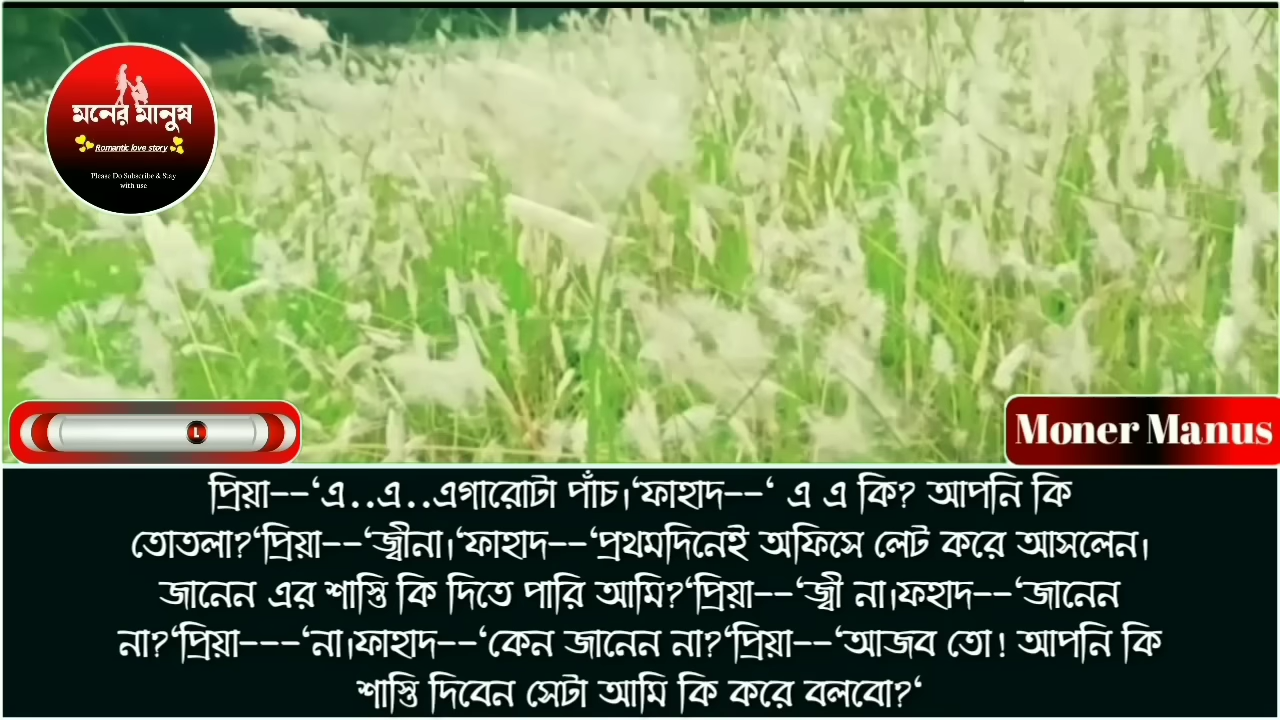 মনের মানুষ
Romantic love story
Please Do Subscribe & Stay
with use
L
Moner Manus
প্রিয়া--‘এ..এ..এগারোটা পাঁচ।‘ফাহাদ--‘ এ এ কি? আপনি কি
তোতলা?‘প্রিয়া--‘জ্বীনা।‘ফাহাদ--‘প্রথমদিনেই অফিসে লেট করে আসলেন।
জানেন এর শাস্তি কি দিতে পারি আমি?‘প্রিয়া--‘জ্বী না।ফহাদ--‘জানেন
না?‘প্রিয়া---‘না।ফাহাদ--‘কেন জানেন না?‘প্রিয়া--‘আজব তো! আপনি কি
শাস্তি দিবেন সেটা আমি কি করে বলবো?‘